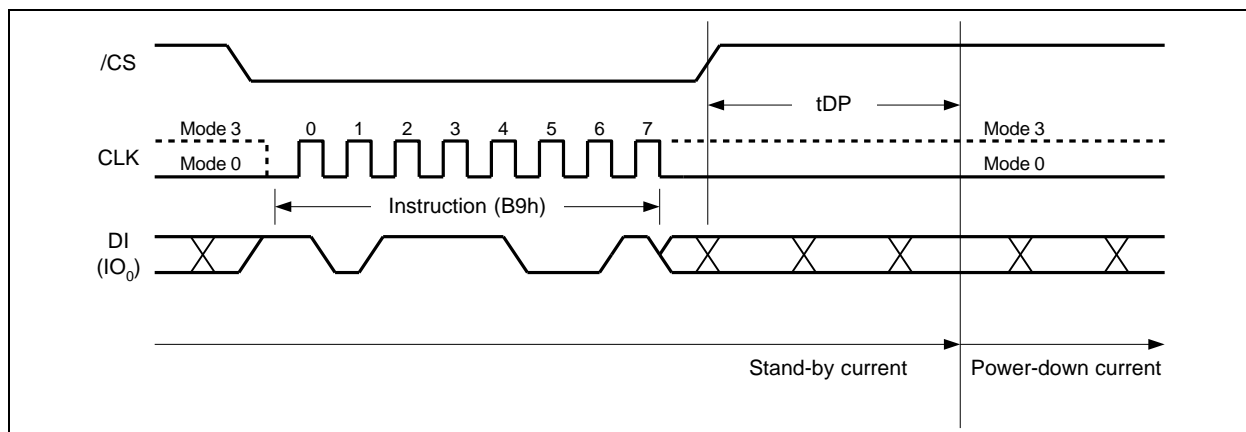 /CS
tDP
Mode 3 0 1 2 3 4 5 6 7 Mode 3
CLK
Mode 0 Mode 0
Instruction (B9h)
DI
(IO₀)
Stand-by current Power-down current